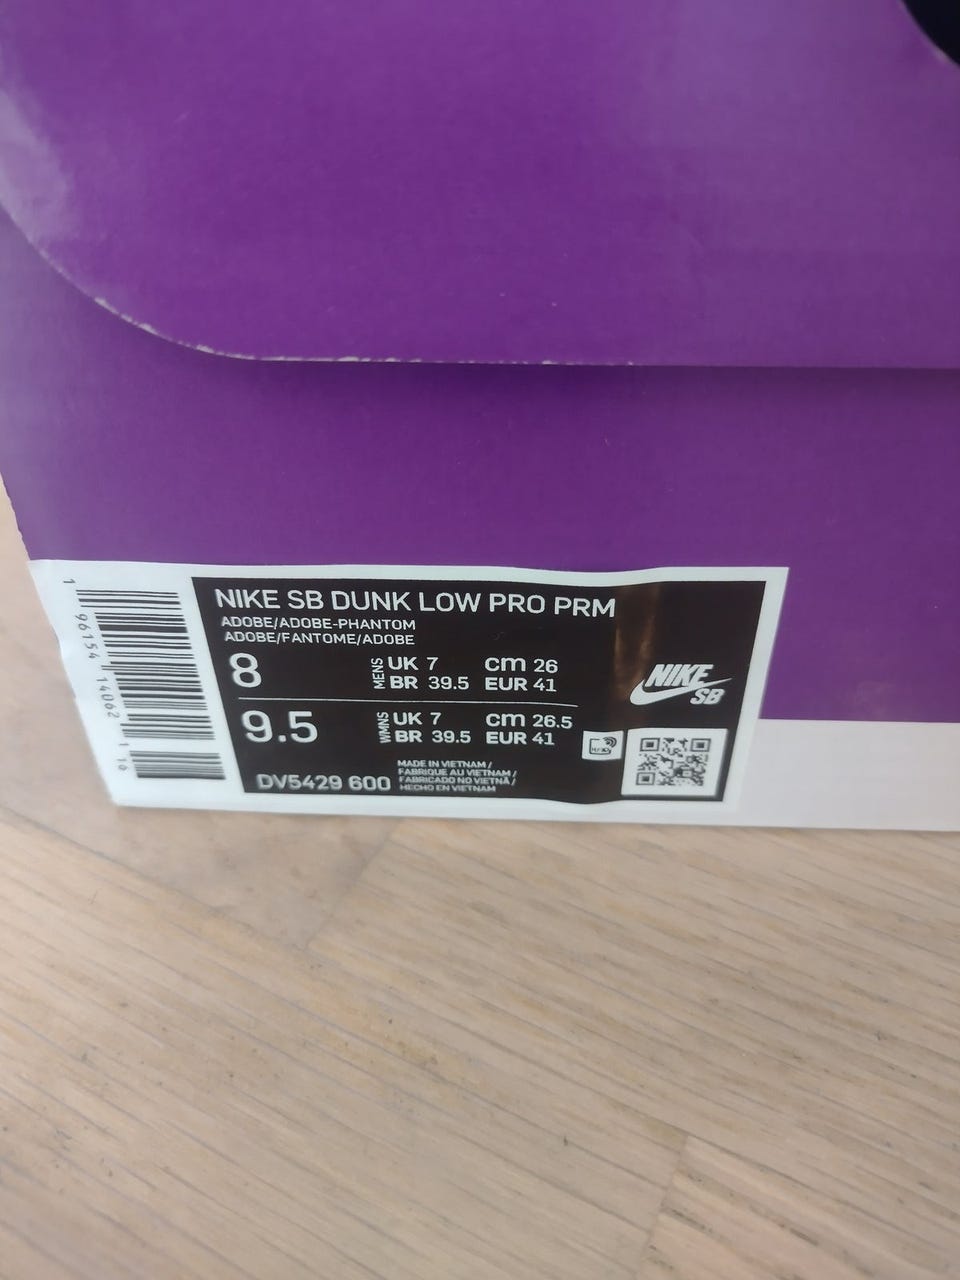 NIKE SB DUNK LOW PRO PRM
ADOBE/ADOBE-PHANTOM
ADOBE/FANTOME/ADOBE
8 MENS UK 7 cm 26
BR 39.5 EUR 41
9.5 WMNS UK 7 cm 26.5
BR 39.5 EUR 41
DV5429 600
MADE IN VIETNAM /
FABRIQUE AU VIETNAM /
FABRICADO NO VIETNÃ /
HECHO EN VIETNAM
NIKE
SB
1 96154 14062 1 10